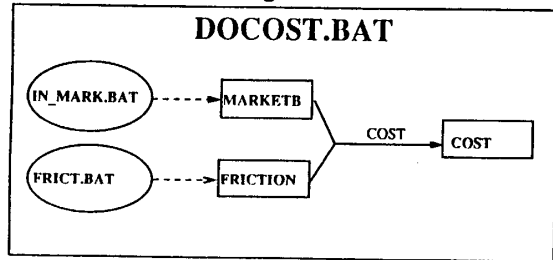 DOCOST.BAT
IN_MARK.BAT
MARKETB
COST
COST
FRICT.BAT
FRICTION